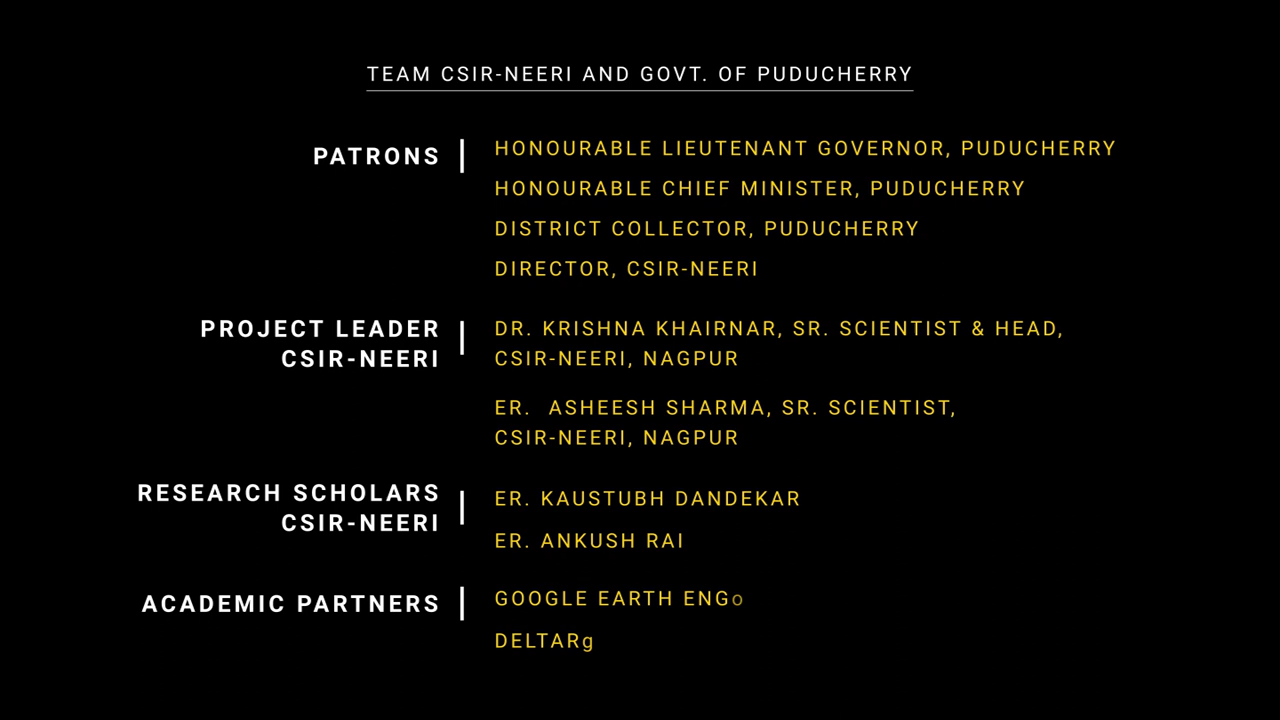 TEAM CSIR-NEERI AND GOVT. OF PUDUCHERRY
PATRONS
HONOURABLE LIEUTENANT GOVERNOR, PUDUCHERRY
HONOURABLE CHIEF MINISTER, PUDUCHERRY
DISTRICT COLLECTOR, PUDUCHERRY
DIRECTOR, CSIR-NEERI
PROJECT LEADER
CSIR-NEERI
DR. KRISHNA KHAIRNAR, SR. SCIENTIST & HEAD,
CSIR-NEERI, NAGPUR
ER. ASHEESH SHARMA, SR. SCIENTIST,
CSIR-NEERI, NAGPUR
RESEARCH SCHOLARS
CSIR-NEERI
ER. KAUSTUBH DANDEKAR
ER. ANKUSH RAI
ACADEMIC PARTNERS
GOOGLE EARTH ENGo
DELTARg